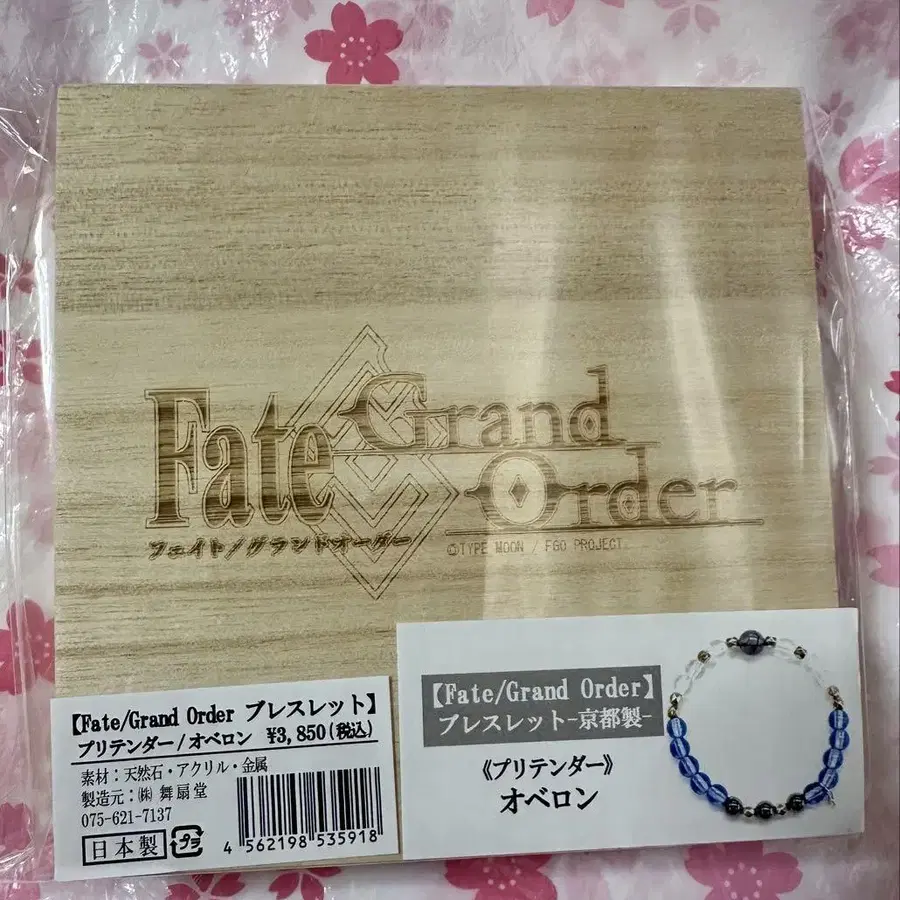 Fate/Grand Order
フェイト/グランドオーダー
©TYPE MOON / FGO PROJECT
【Fate/Grand Order ブレスレット】
プリテンダー/オベロン ¥3,850(税込)
素材:天然石・アクリル・金属
製造元:㈱ 舞扇堂
075-621-7137
日本製
プラ
4 562198 535918
【Fate/Grand Order】
ブレスレット-京都製-
《プリテンダー》
オベロン